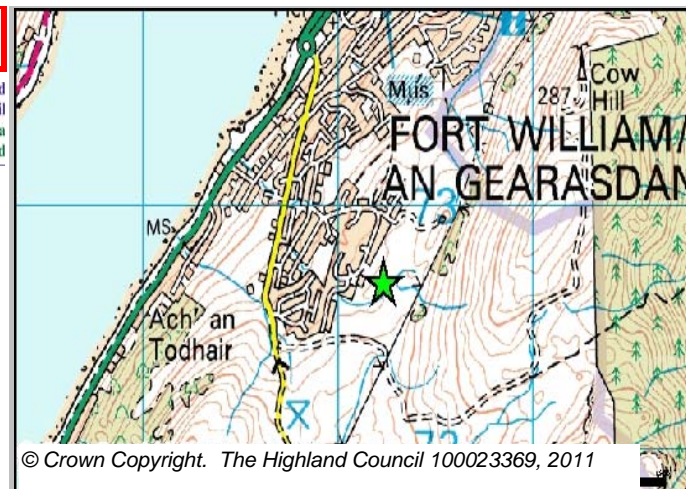 Mus
Cow
287
Hill
FORT WILLIAM/
AN GEARASDAN
73
MS
Ach' an
Todhair
© Crown Copyright. The Highland Council 100023369, 2011